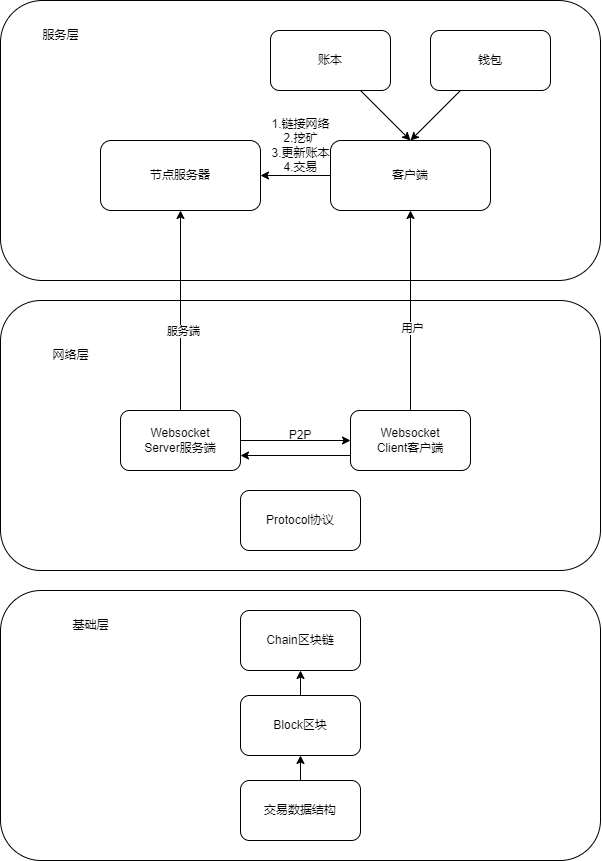 服务层
账本
钱包
1.链接网络
2.挖矿
3.更新账本
4.交易
节点服务器
客户端
服务端
用户
网络层
Websocket
Server服务端
P2P
Websocket
Client客户端
Protocol协议
基础层
Chain区块链
Block区块
交易数据结构